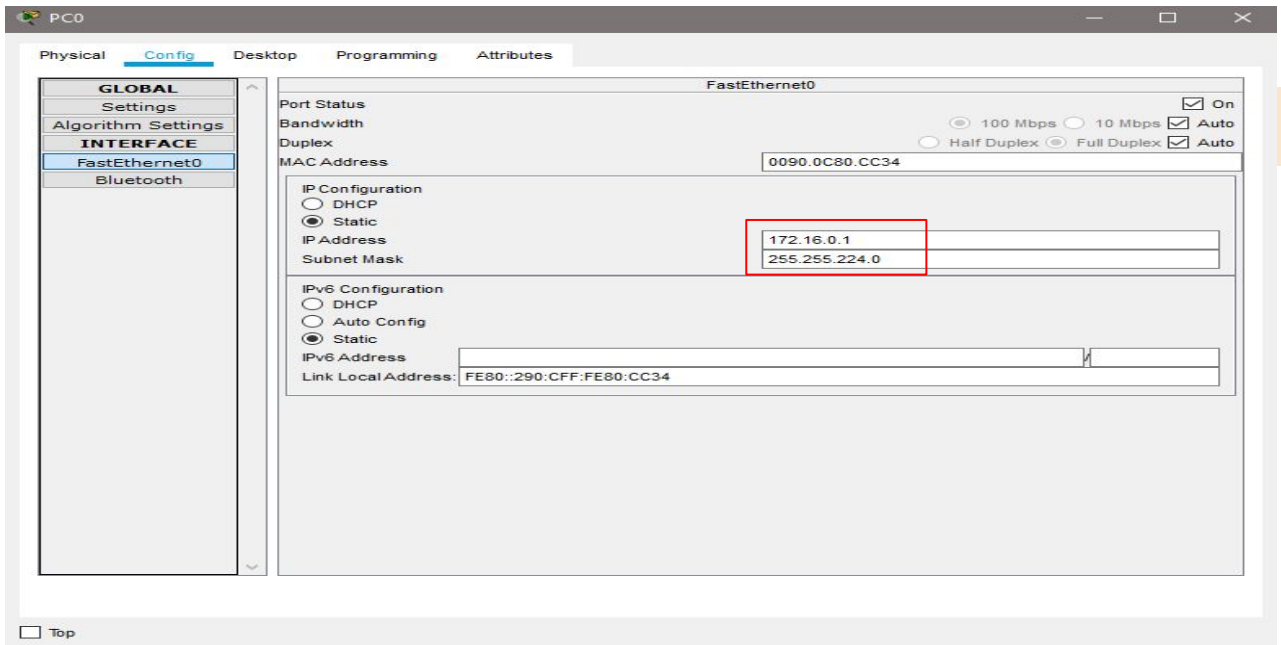 PC0
Physical Config Desktop Programming Attributes
GLOBAL
Settings
Algorithm Settings
INTERFACE
FastEthernet0
Bluetooth
FastEthernet0
Port Status On
Bandwidth 100 Mbps 10 Mbps Auto
Duplex Half Duplex Full Duplex Auto
MAC Address 0090.0C80.CC34
IP Configuration
DHCP
Static
IP Address 172.16.0.1
Subnet Mask 255.255.224.0
IPv6 Configuration
DHCP
Auto Config
Static
IPv6 Address /
Link Local Address: FE80::290:CFF:FE80:CC34
Top